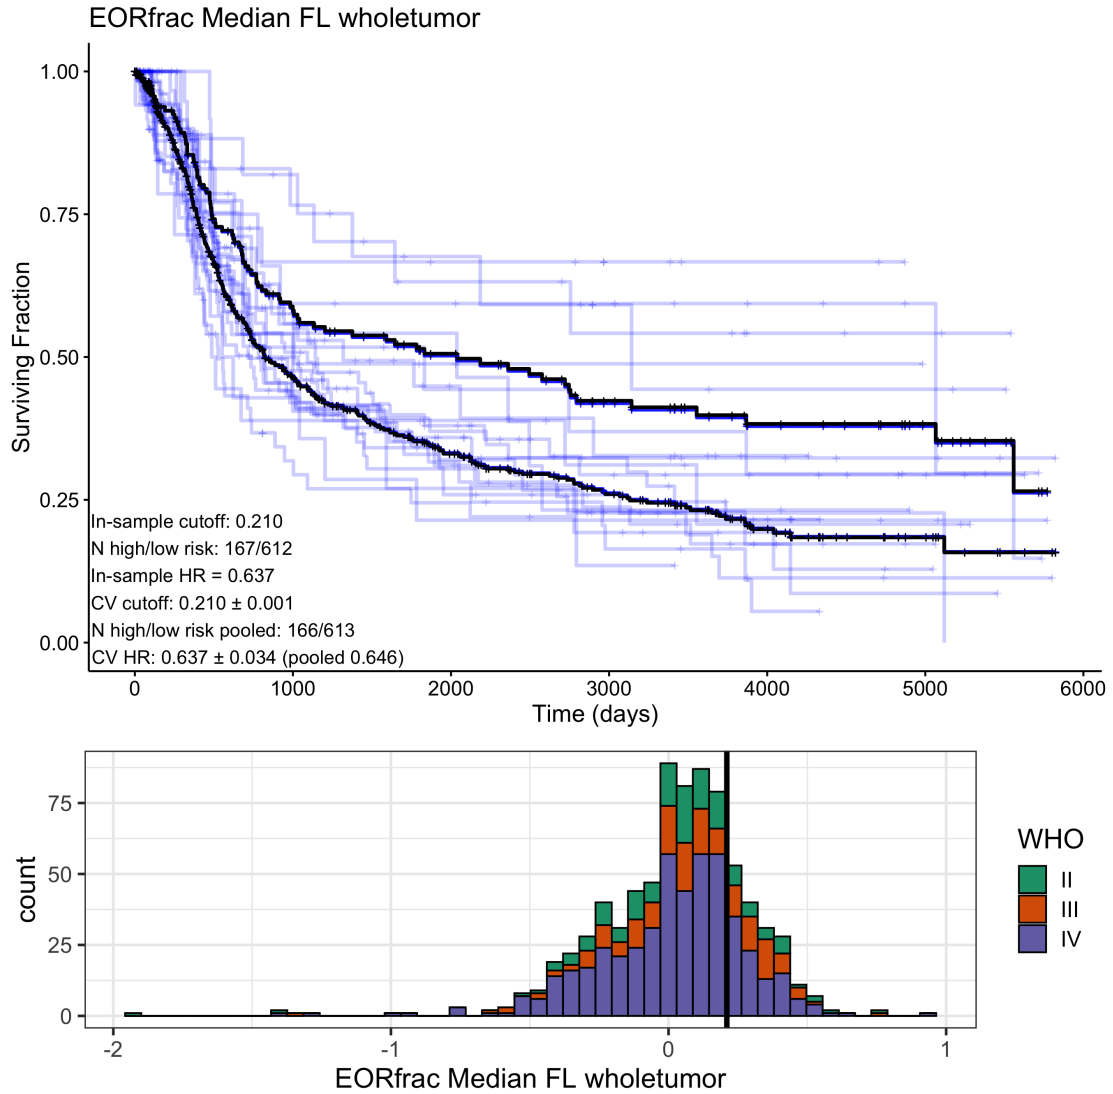 EORfrac Median FL wholetumor
1.00
0.75
0.50
0.25
0.00
Surviving Fraction
In-sample cutoff: 0.210
N high/low risk: 167/612
In-sample HR = 0.637
CV cutoff: 0.210 ± 0.001
N high/low risk pooled: 166/613
CV HR: 0.637 ± 0.034 (pooled 0.646)
0 1000 2000 3000 4000 5000 6000
Time (days)
75
50
25
0
count
-2 -1 0 1
EORfrac Median FL wholetumor
WHO
II
III
IV